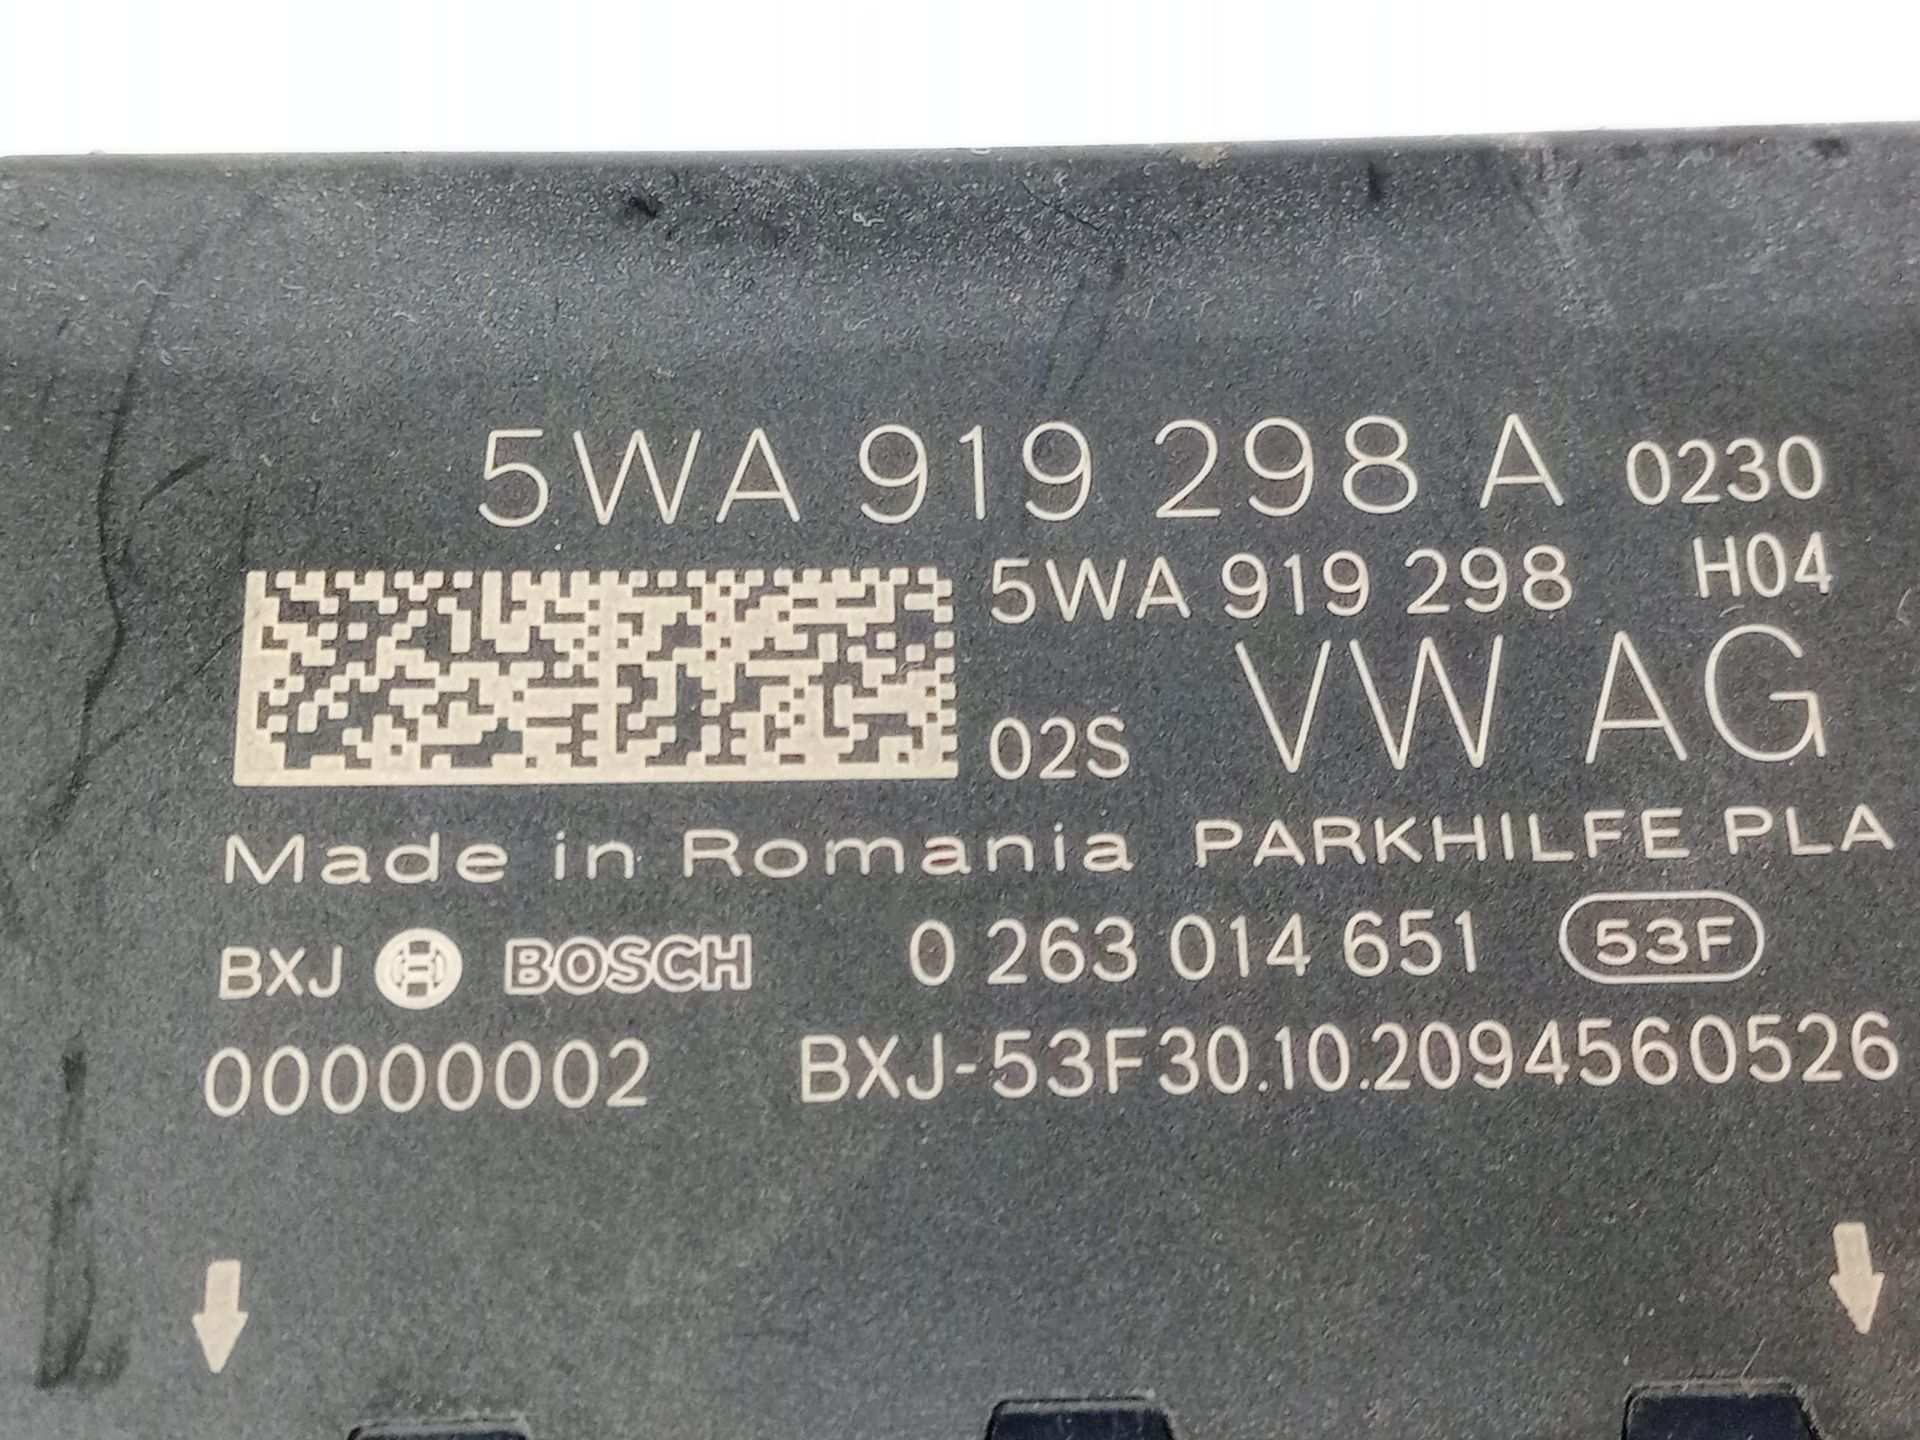 5WA 919 298 A 0230
5WA 919 298 H04
02S VW AG
Made in Romania PARKHILFE PLA
BXJ BOSCH 0 263 014 651 53F
00000002 BXJ-53F30.10.2094560526